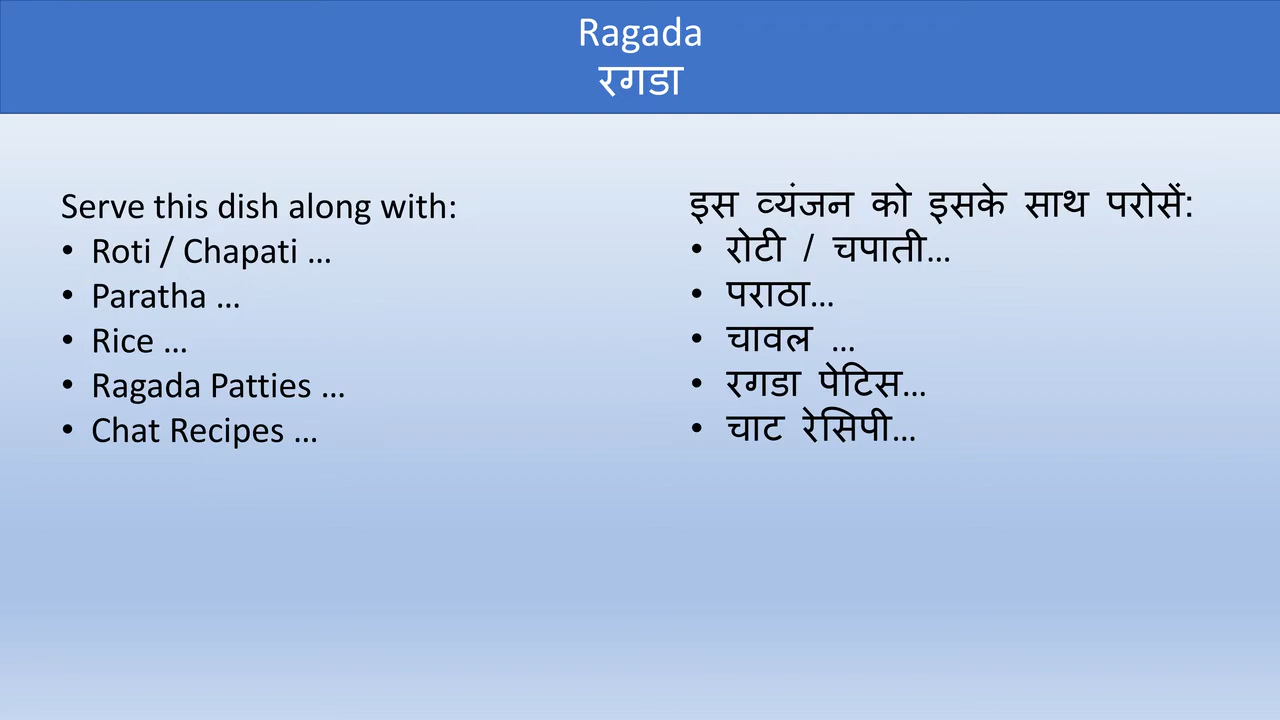 Ragada
रगडा
Serve this dish along with:
• Roti / Chapati ...
• Paratha ...
• Rice ...
• Ragada Patties ...
• Chat Recipes ...
इस व्यंजन को इसके साथ परोसें:
• रोटी / चपाती...
• पराठा...
• चावल ...
• रगडा पेटिस...
• चाट रेसिपी...